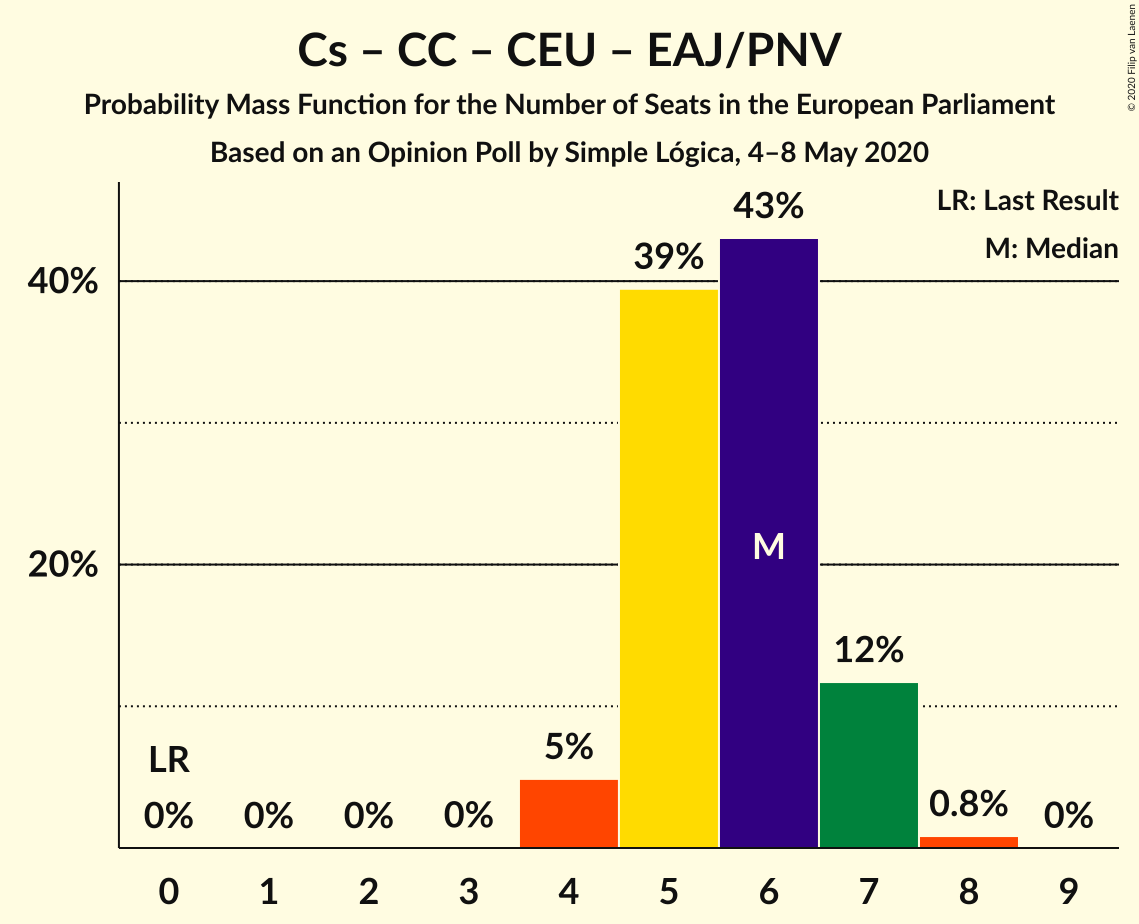 Cs – CC – CEU – EAJ/PNV
Probability Mass Function for the Number of Seats in the European Parliament
Based on an Opinion Poll by Simple Lógica, 4–8 May 2020
© 2020 Filip van Laenen
LR: Last Result
M: Median
43%
39%
40%
M
20%
12%
5%
LR
0.8%
0% 0% 0% 0% 0%
0 1 2 3 4 5 6 7 8 9